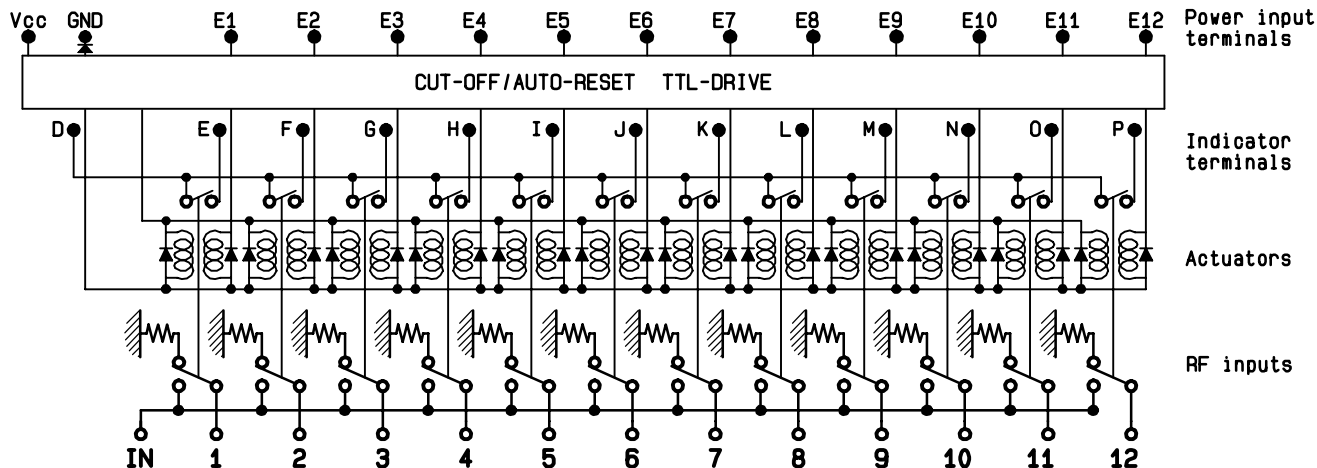 Vcc GND E1 E2 E3 E4 E5 E6 E7 E8 E9 E10 E11 E12 Power input
terminals
CUT-OFF/AUTO-RESET TTL-DRIVE
D E F G H I J K L M N O P Indicator
terminals
Actuators
RF inputs
IN 1 2 3 4 5 6 7 8 9 10 11 12